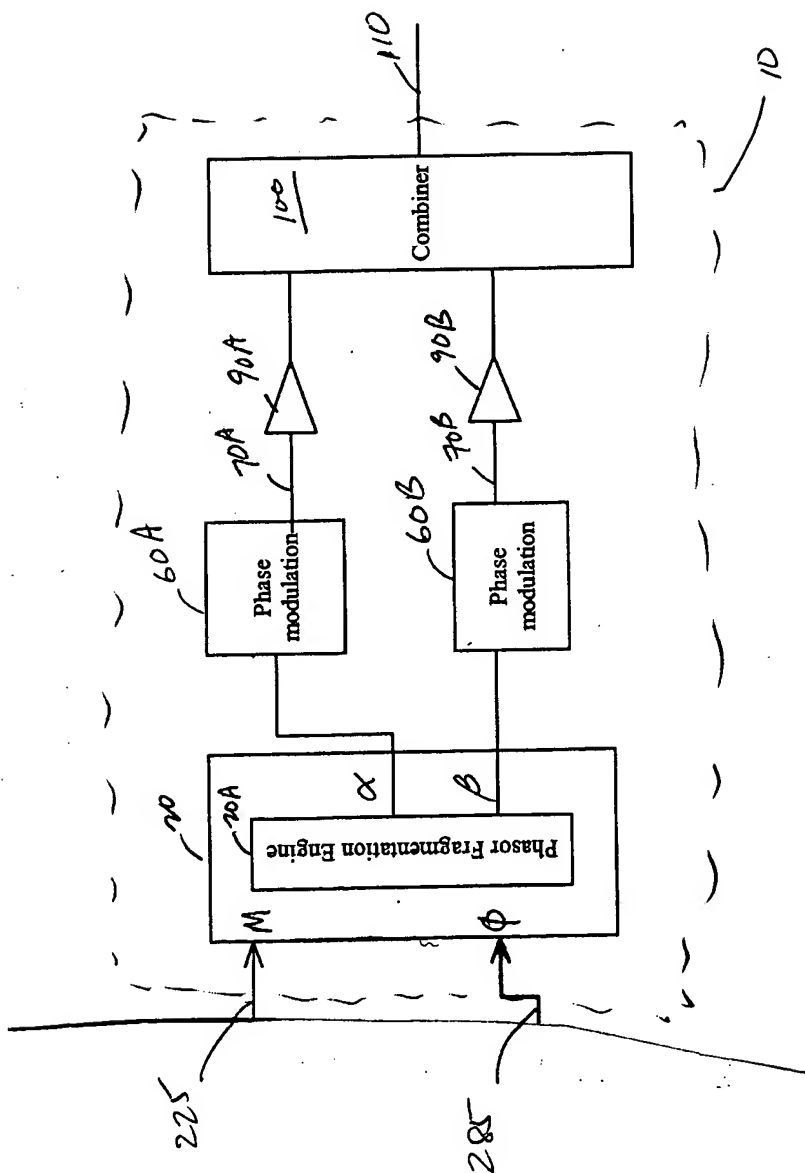 225
285
M
Φ
20
20A
Phasor Fragmentation Engine
α
β
60A
Phase
modulation
60B
Phase
modulation
70A
70B
90A
90B
100
Combiner
110
10